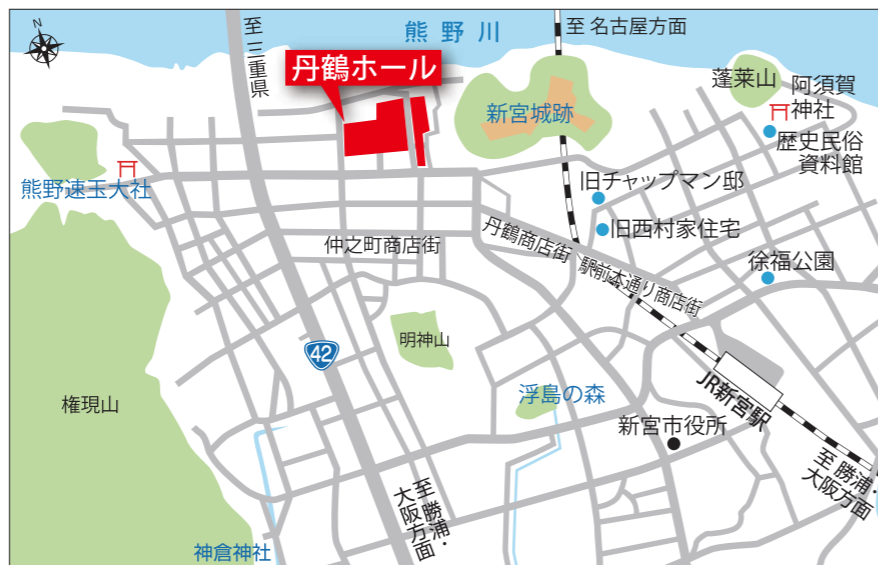 N
至 三重県
熊野川
至 名古屋方面
丹鶴ホール
新宮城跡
蓬莱山
阿須賀
神社
歴史民俗
資料館
熊野速玉大社
旧チャップマン邸
旧西村家住宅
仲之町商店街
丹鶴商店街
駅前本通り商店街
徐福公園
明神山
42
権現山
浮島の森
JR新宮駅
新宮市役所
至 勝浦・
大阪方面
至 勝浦・
大阪方面
神倉神社